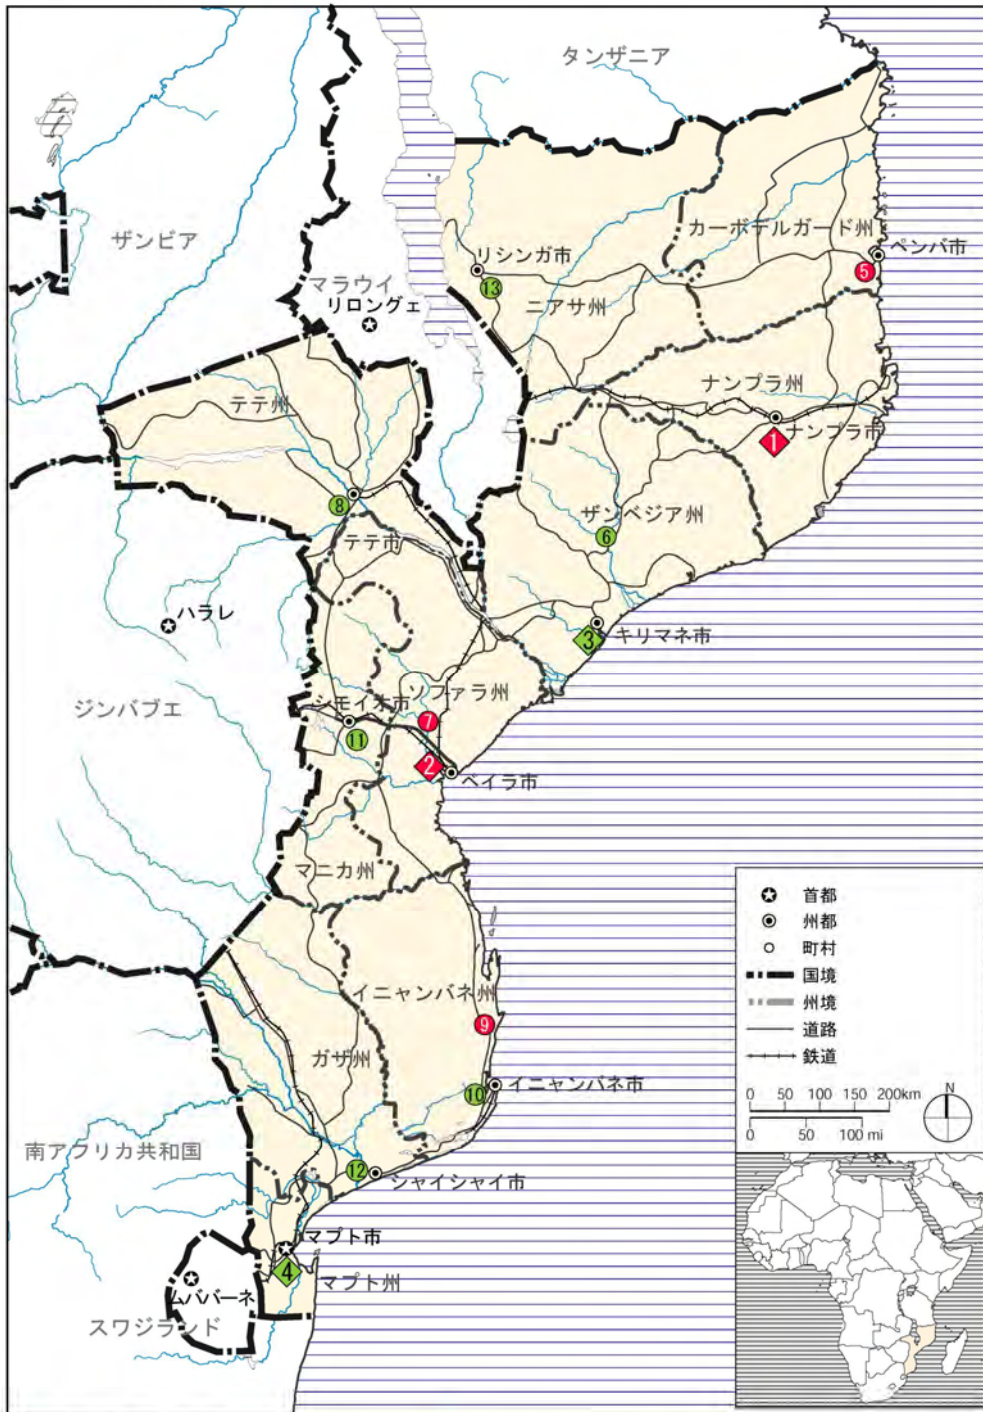 タンザニア
カーボデルガード州
ペンバ市
5
ザンビア
リシンガ市
13
ニアサ州
マラウイ
リロングェ
ナンプラ州
ナンプラ市
1
テテ州
8
テテ市
ザンベジア州
6
ハラレ
キリマネ市
3
ジンバブエ
シモイオ市
ソファラ州
7
11
2
ベイラ市
マニカ州
首都
州都
町村
国境
州境
道路
鉄道
0 50 100 150 200km
0 50 100 mi
N
イニャンバネ州
9
ガザ州
イニャンバネ市
10
南アフリカ共和国
12
シャイシャイ市
マプト市
4
マプト州
ムババーネ
スワジランド